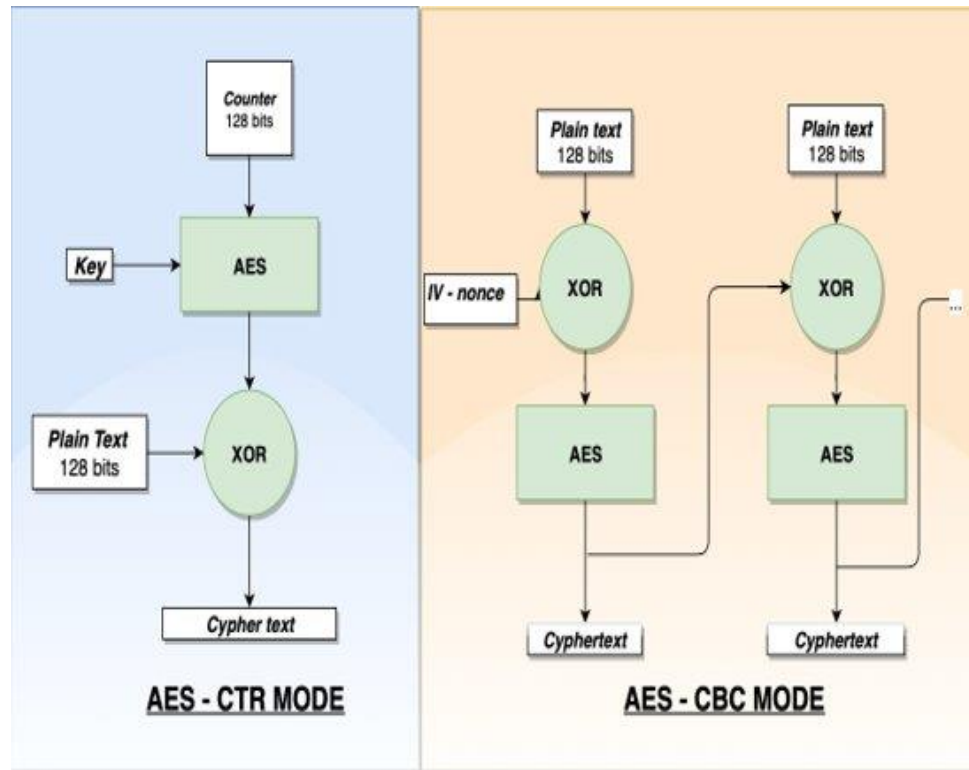 Counter
128 bits
Key
AES
Plain Text
128 bits
XOR
Cypher text
AES - CTR MODE
Plain text
128 bits
Plain text
128 bits
IV - nonce
XOR
XOR
...
AES
AES
Cyphertext
Cyphertext
AES - CBC MODE